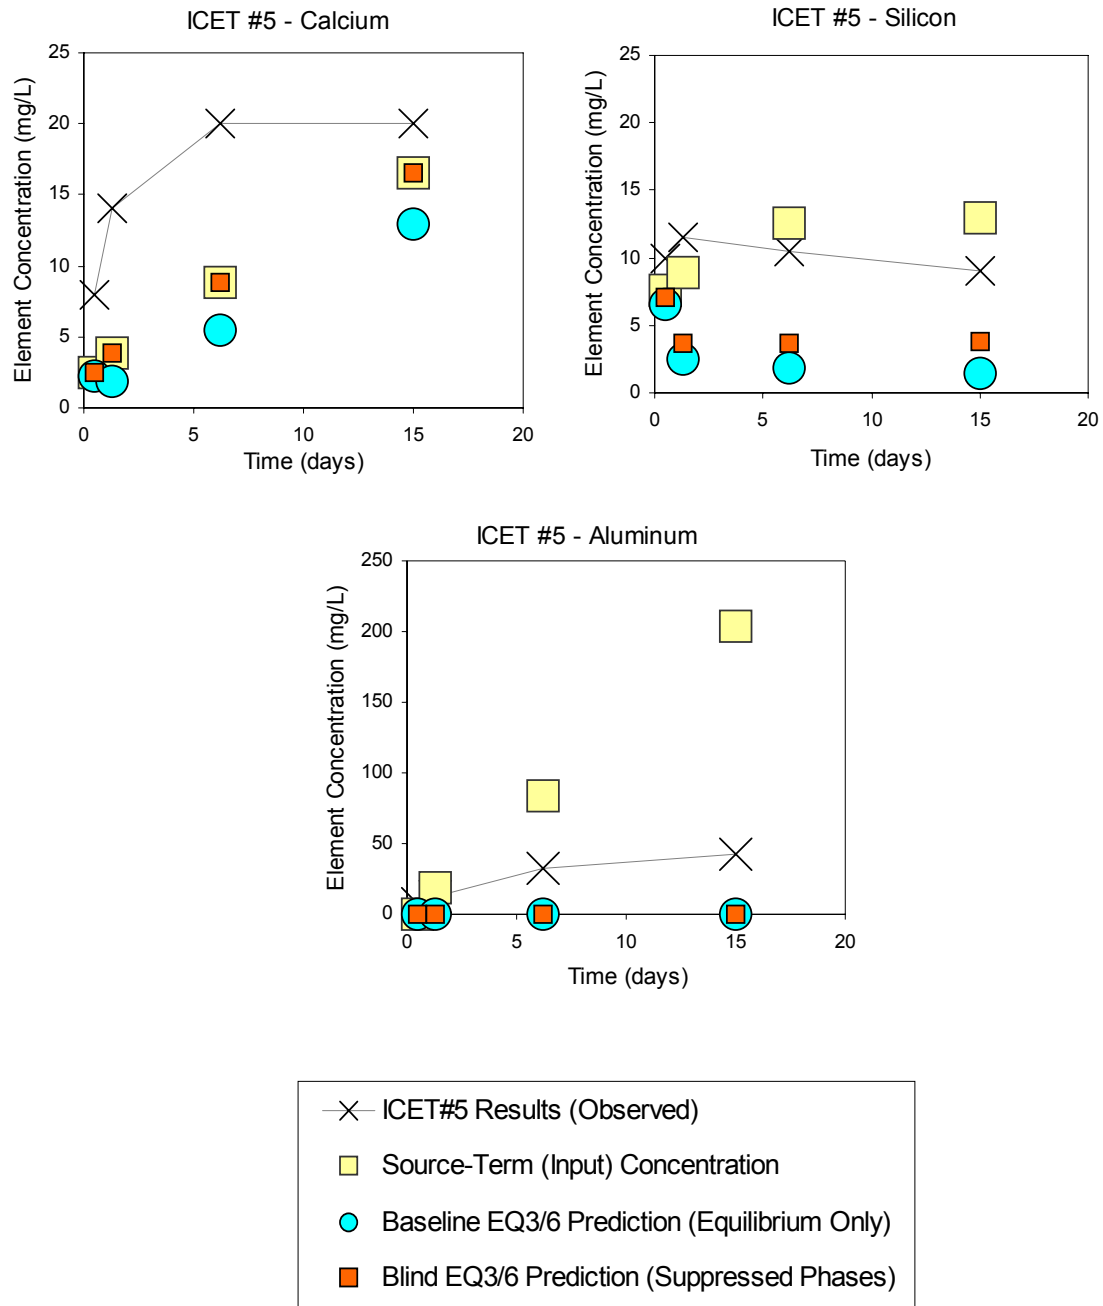 ICET #5 - Calcium
Element Concentration (mg/L)
25
20
15
10
5
0
0 5 10 15 20
Time (days)
ICET #5 - Silicon
Element Concentration (mg/L)
25
20
15
10
5
0
0 5 10 15 20
Time (days)
ICET #5 - Aluminum
Element Concentration (mg/L)
250
200
150
100
50
0
0 5 10 15 20
Time (days)
ICET#5 Results (Observed)
Source-Term (Input) Concentration
Baseline EQ3/6 Prediction (Equilibrium Only)
Blind EQ3/6 Prediction (Suppressed Phases)